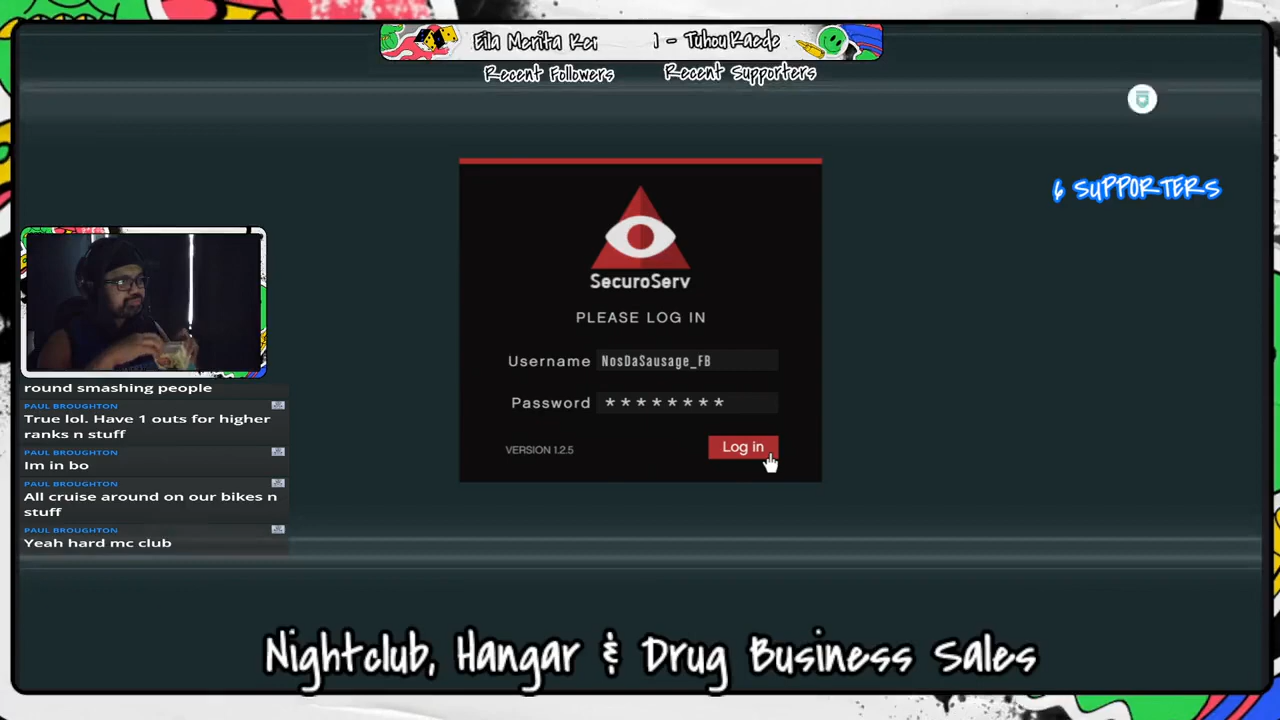 Eila Merita Kei
- TuhouKaede
Recent Followers
Recent Supporters
6 SUPPORTERS
SecuroServ
PLEASE LOG IN
Username NosDaSausage_FB
Password ********
VERSION 1.2.5
Log in
round smashing people
PAUL BROUGHTON
True lol. Have 1 outs for higher
ranks n stuff
PAUL BROUGHTON
Im in bo
PAUL BROUGHTON
All cruise around on our bikes n
stuff
PAUL BROUGHTON
Yeah hard mc club
Nightclub, Hangar & Drug Business Sales